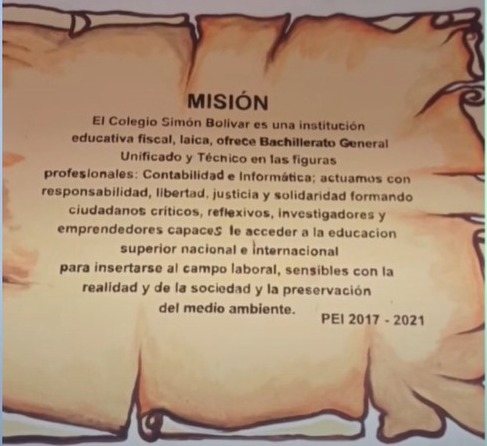 MISIÓN
El Colegio Simón Bolívar es una institución
educativa fiscal, laica, ofrece Bachillerato General
Unificado y Técnico en las figuras
profesionales: Contabilidad e Informática; actuamos con
responsabilidad, libertad, justicia y solidaridad formando
ciudadanos críticos, reflexivos, investigadores y
emprendedores capaces le acceder a la educacion
superior nacional e internacional
para insertarse al campo laboral, sensibles con la
realidad y de la sociedad y la preservación
del medio ambiente.
PEI 2017 - 2021